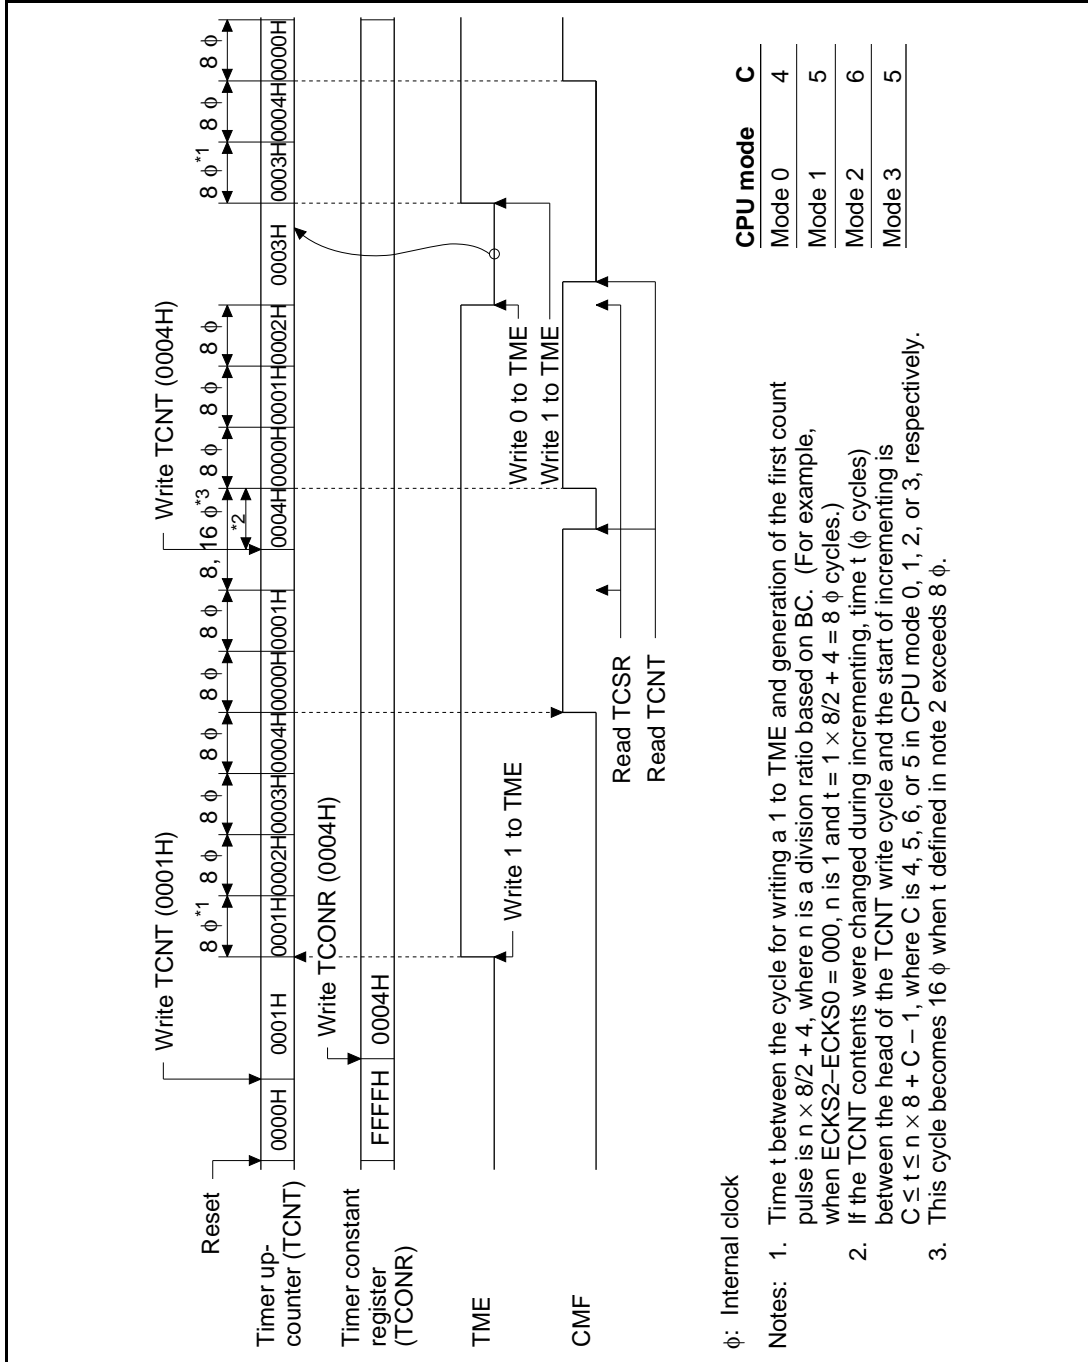 Write TCNT (0001H)
Write TCNT (0004H)
Reset
8 ϕ*1
8 ϕ
8 ϕ
8 ϕ
8 ϕ
8 ϕ
8, 16 ϕ*3
*2
8 ϕ
8 ϕ
8 ϕ
8 ϕ*1
8 ϕ
8 ϕ
Timer up-
counter (TCNT)
0000H 0001H 0001H 0002H 0003H 0004H 0000H 0001H 0004H 0000H 0001H 0002H 0003H 0003H 0004H 0000H
Write TCONR (0004H)
Timer constant
register
(TCONR)
FFFFH 0004H
TME
Write 1 to TME
Write 0 to TME
Write 1 to TME
CMF
Read TCSR
Read TCNT
ϕ: Internal clock
CPU mode C
Mode 0 4
Mode 1 5
Mode 2 6
Mode 3 5
Notes: 1. Time t between the cycle for writing a 1 to TME and generation of the first count
pulse is n × 8/2 + 4, where n is a division ratio based on BC. (For example,
when ECKS2–ECKS0 = 000, n is 1 and t = 1 × 8/2 + 4 = 8 ϕ cycles.)
2. If the TCNT contents were changed during incrementing, time t (ϕ cycles)
between the head of the TCNT write cycle and the start of incrementing is
C ≤ t ≤ n × 8 + C – 1, where C is 4, 5, 6, or 5 in CPU mode 0, 1, 2, or 3, respectively.
3. This cycle becomes 16 ϕ when t defined in note 2 exceeds 8 ϕ.